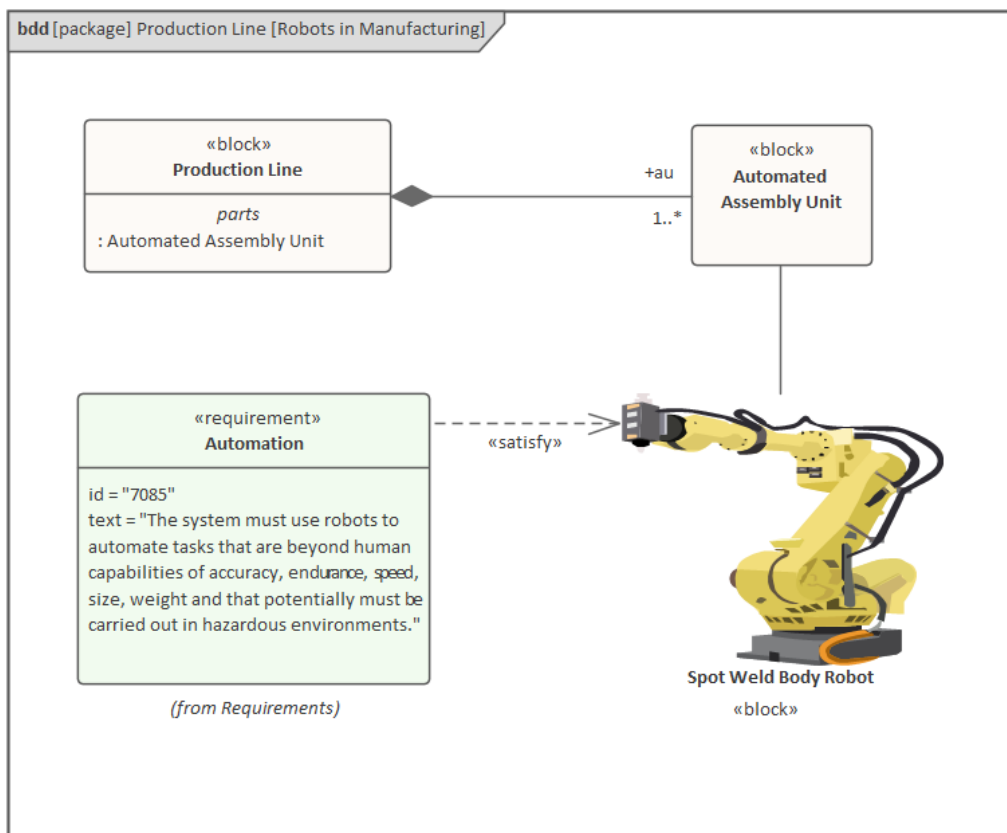 bdd [package] Production Line [Robots in Manufacturing]
«block»
Production Line
parts
: Automated Assembly Unit
+au
1..*
«block»
Automated
Assembly Unit
«requirement»
Automation
id = "7085"
text = "The system must use robots to
automate tasks that are beyond human
capabilities of accuracy, endurance, speed,
size, weight and that potentially must be
carried out in hazardous environments."
(from Requirements)
«satisfy»
Spot Weld Body Robot
«block»